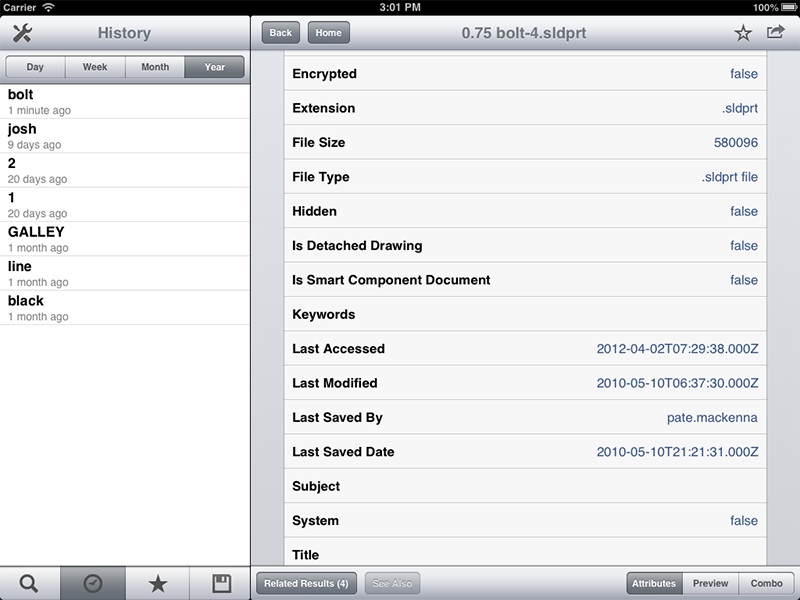 Carrier 3:01 PM 100%
History
Day Week Month Year
bolt
1 minute ago
josh
9 days ago
2
20 days ago
1
20 days ago
GALLEY
1 month ago
line
1 month ago
black
1 month ago
Back Home 0.75 bolt-4.sldprt
Encrypted false
Extension .sldprt
File Size 580096
File Type .sldprt file
Hidden false
Is Detached Drawing false
Is Smart Component Document false
Keywords
Last Accessed 2012-04-02T07:29:38.000Z
Last Modified 2010-05-10T06:37:30.000Z
Last Saved By pate.mackenna
Last Saved Date 2010-05-10T21:21:31.000Z
Subject
System false
Title
Related Results (4) See Also Attributes Preview Combo